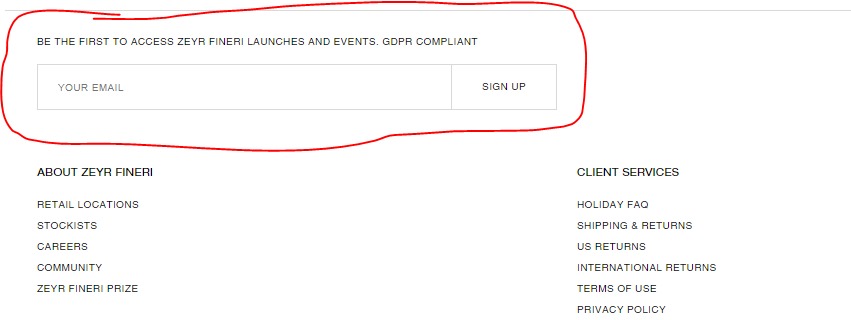 BE THE FIRST TO ACCESS ZEYR FINERI LAUNCHES AND EVENTS. GDPR COMPLIANT
YOUR EMAIL
SIGN UP
ABOUT ZEYR FINERI
RETAIL LOCATIONS
STOCKISTS
CAREERS
COMMUNITY
ZEYR FINERI PRIZE
CLIENT SERVICES
HOLIDAY FAQ
SHIPPING & RETURNS
US RETURNS
INTERNATIONAL RETURNS
TERMS OF USE
PRIVACY POLICY